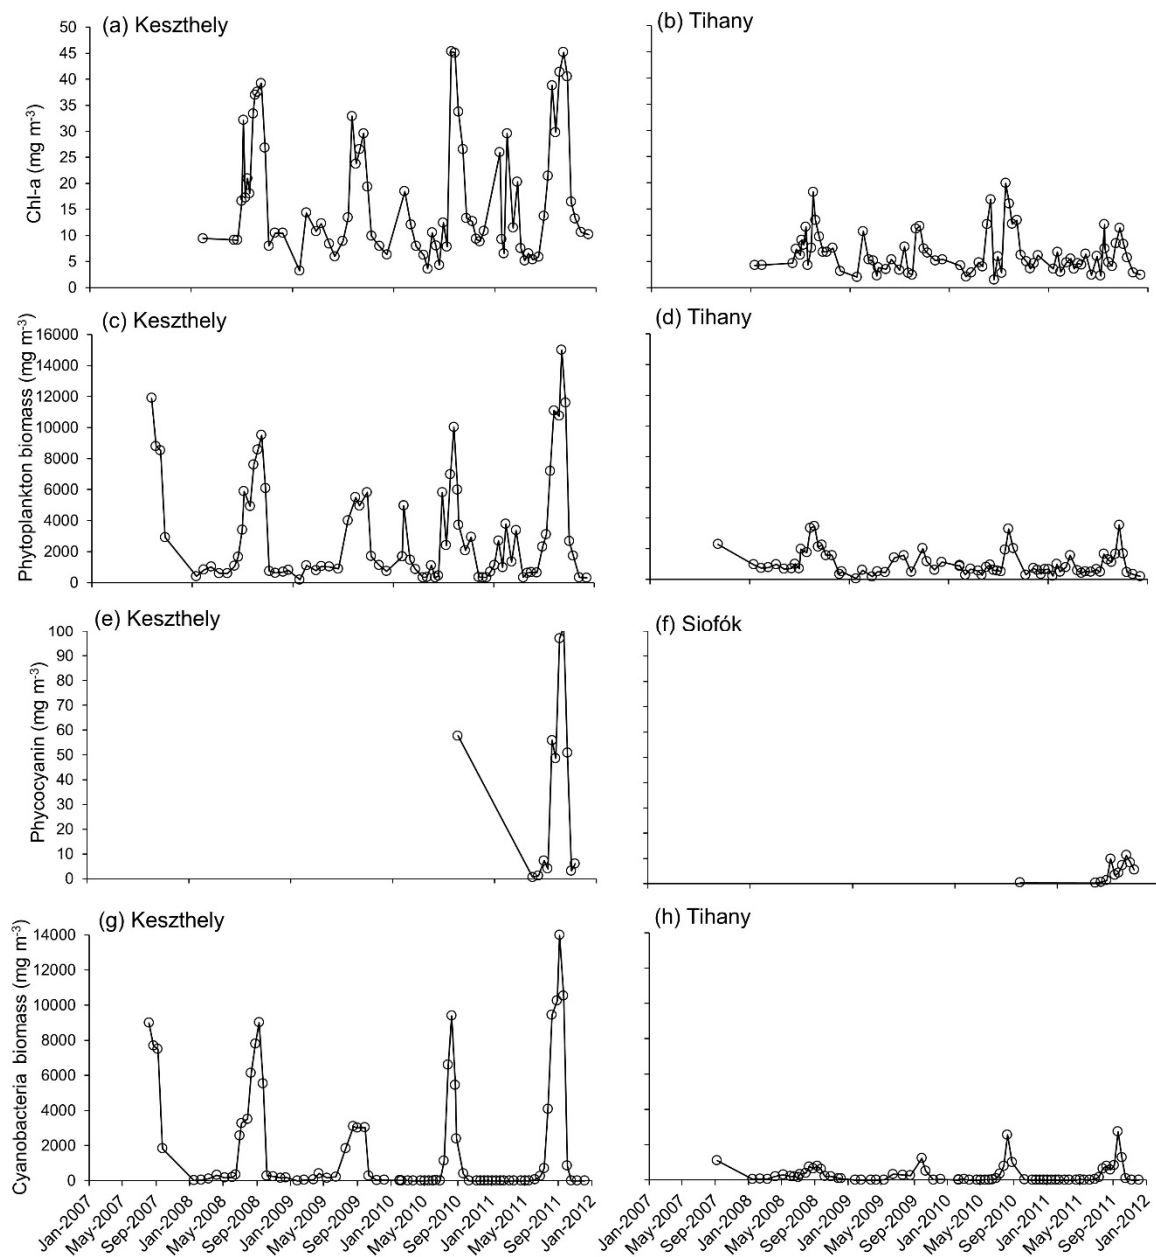 (a) Keszthely
(b) Tihany
50
45
40
35
30
25
20
15
10
5
0
Chl-a (mg m-3)
(c) Keszthely
(d) Tihany
16000
14000
12000
10000
8000
6000
4000
2000
0
Phytoplankton biomass (mg m-3)
(e) Keszthely
(f) Siofók
100
90
80
70
60
50
40
30
20
10
0
Phycocyanin (mg m-3)
(g) Keszthely
(h) Tihany
14000
12000
10000
8000
6000
4000
2000
0
Cyanobacteria biomass (mg m-3)
Jan-2007
May-2007
Sep-2007
Jan-2008
May-2008
Sep-2008
Jan-2009
May-2009
Sep-2009
Jan-2010
May-2010
Sep-2010
Jan-2011
May-2011
Sep-2011
Jan-2012
Jan-2007
May-2007
Sep-2007
Jan-2008
May-2008
Sep-2008
Jan-2009
May-2009
Sep-2009
Jan-2010
May-2010
Sep-2010
Jan-2011
May-2011
Sep-2011
Jan-2012